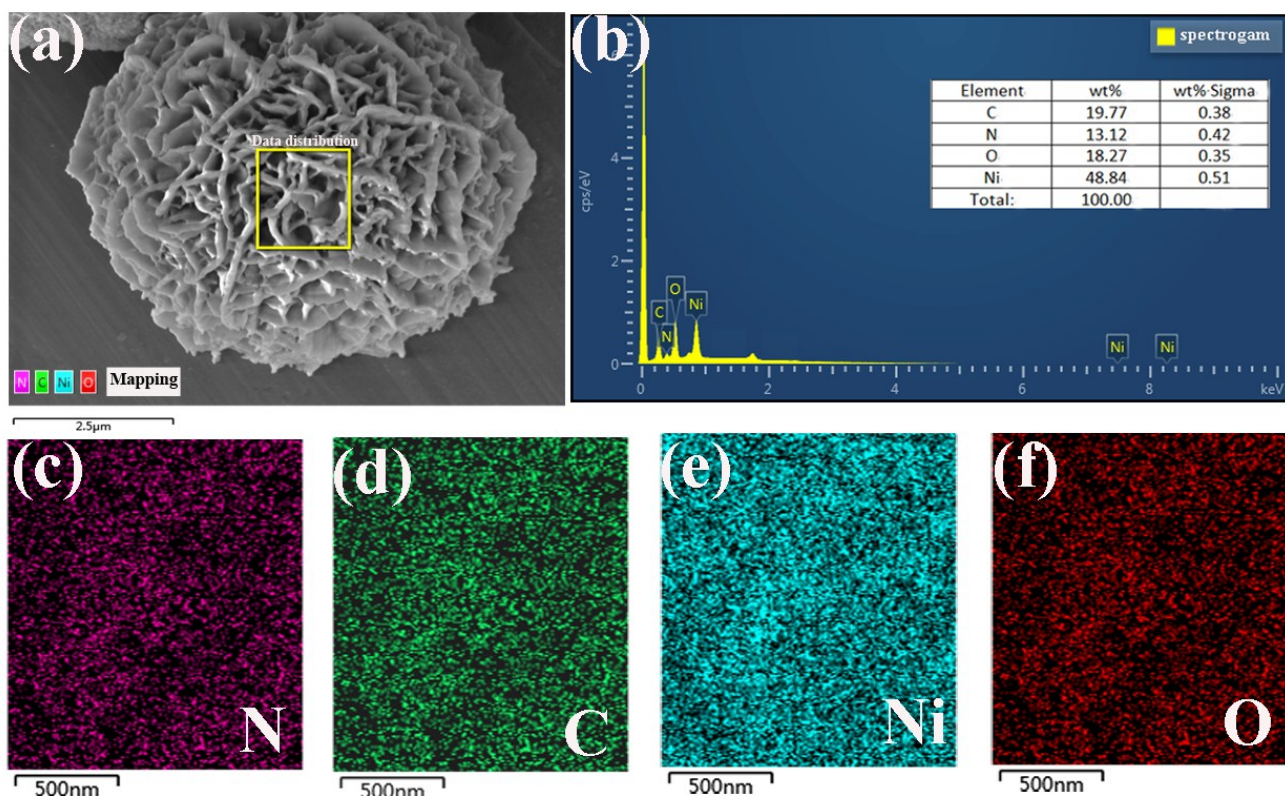 (a)
Data distribution
N C Ni O Mapping
2.5μm
(b)
spectrogam
Element wt% wt% Sigma
C 19.77 0.38
N 13.12 0.42
O 18.27 0.35
Ni 48.84 0.51
Total: 100.00
cps/eV
6
4
2
0
C N O Ni Ni Ni
0 2 4 6 8 keV
(c)
N
500nm
(d)
C
500nm
(e)
Ni
500nm
(f)
O
500nm